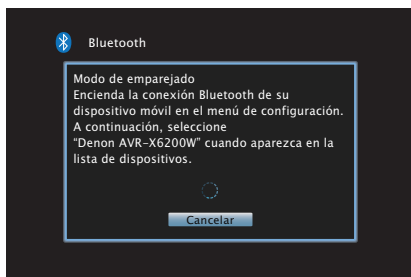 Bluetooth
Modo de emparejado
Encienda la conexión Bluetooth de su
dispositivo móvil en el menú de configuración.
A continuación, seleccione
“Denon AVR-X6200W” cuando aparezca en la
lista de dispositivos.
Cancelar